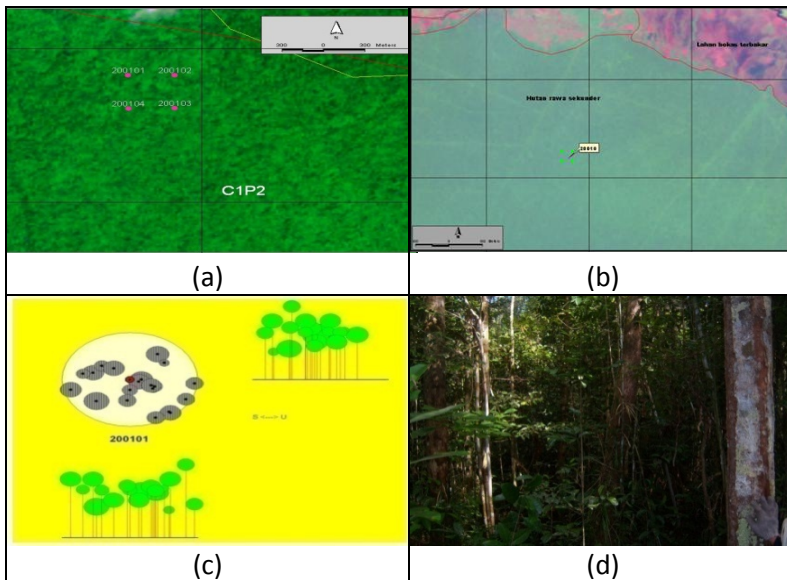 300 0 300 Meters
N
200101 200102
200104 200103
C1P2
(a)
Lahan bekas terbakar
Hutan rawa sekunder
(b)
200101
S <---> U
(c)
(d)